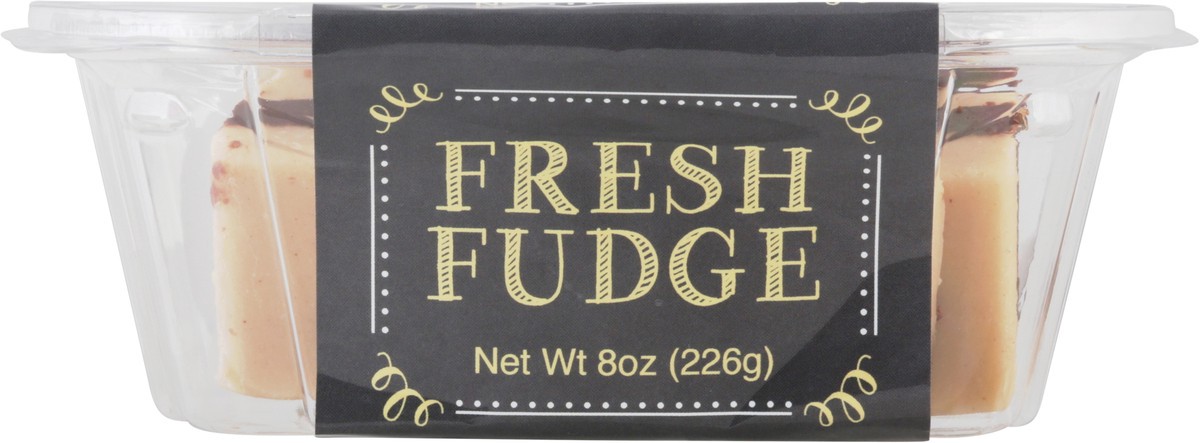 FRESH
FUDGE
Net Wt 8oz (226g)